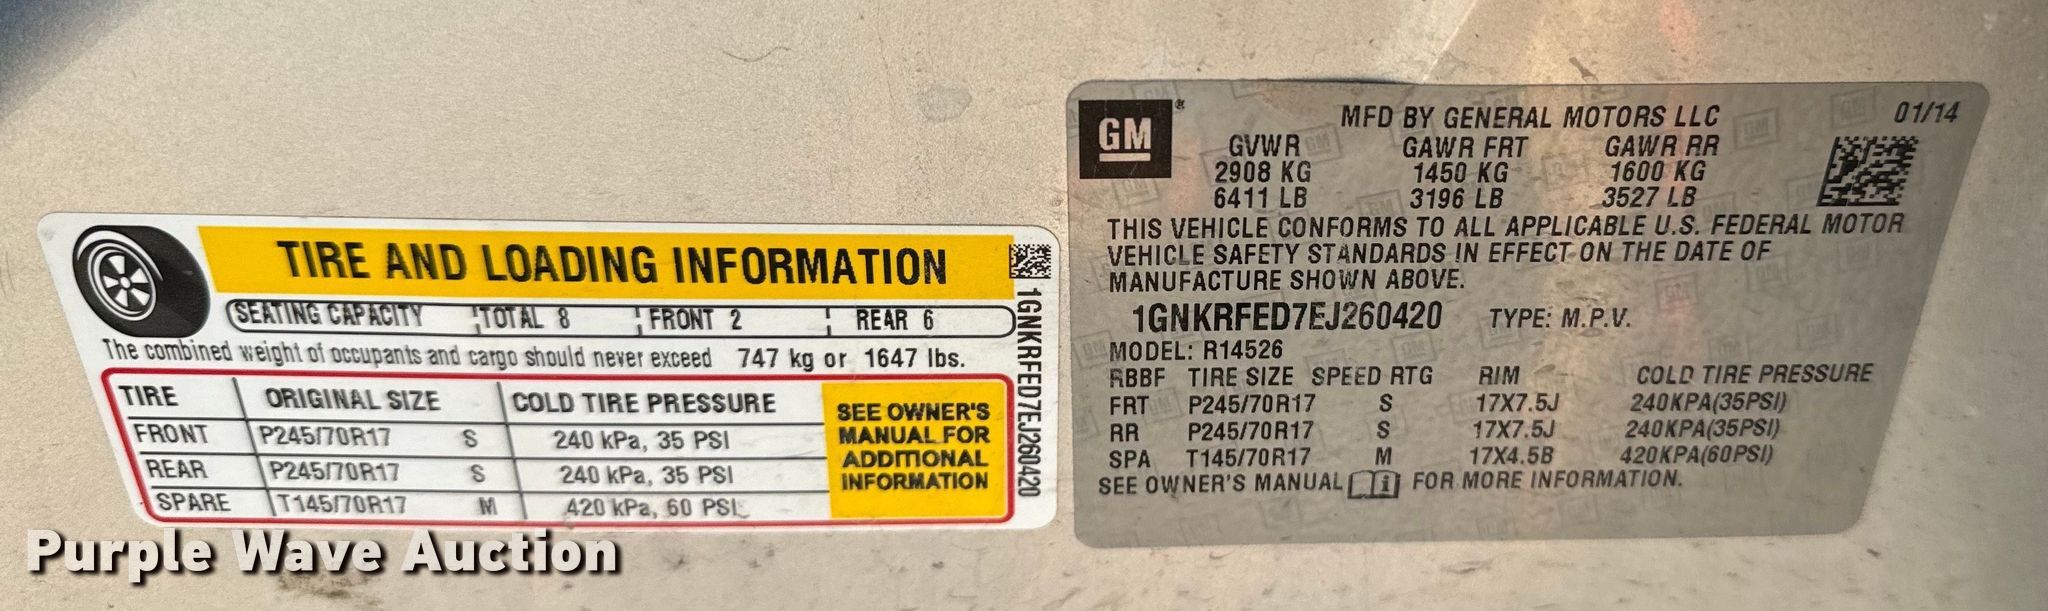 TIRE AND LOADING INFORMATION
SEATING CAPACITY TOTAL 8 FRONT 2 REAR 6
The combined weight of occupants and cargo should never exceed 747 kg or 1647 lbs.
TIRE ORIGINAL SIZE COLD TIRE PRESSURE
FRONT P245/70R17 S 240 kPa, 35 PSI
REAR P245/70R17 S 240 kPa, 35 PSI
SPARE T145/70R17 M 420 kPa, 60 PSI
SEE OWNER'S
MANUAL FOR
ADDITIONAL
INFORMATION
1GNKRFED7EJ260420
GM®
MFD BY GENERAL MOTORS LLC 01/14
GVWR GAWR FRT GAWR RR
2908 KG 1450 KG 1600 KG
6411 LB 3196 LB 3527 LB
THIS VEHICLE CONFORMS TO ALL APPLICABLE U.S. FEDERAL MOTOR
VEHICLE SAFETY STANDARDS IN EFFECT ON THE DATE OF
MANUFACTURE SHOWN ABOVE.
1GNKRFED7EJ260420 TYPE: M.P.V.
MODEL: R14526
RBBF TIRE SIZE SPEED RTG RIM COLD TIRE PRESSURE
FRT P245/70R17 S 17X7.5J 240KPA(35PSI)
RR P245/70R17 S 17X7.5J 240KPA(35PSI)
SPA T145/70R17 M 17X4.5B 420KPA(60PSI)
SEE OWNER'S MANUAL FOR MORE INFORMATION.
Purple Wave Auction